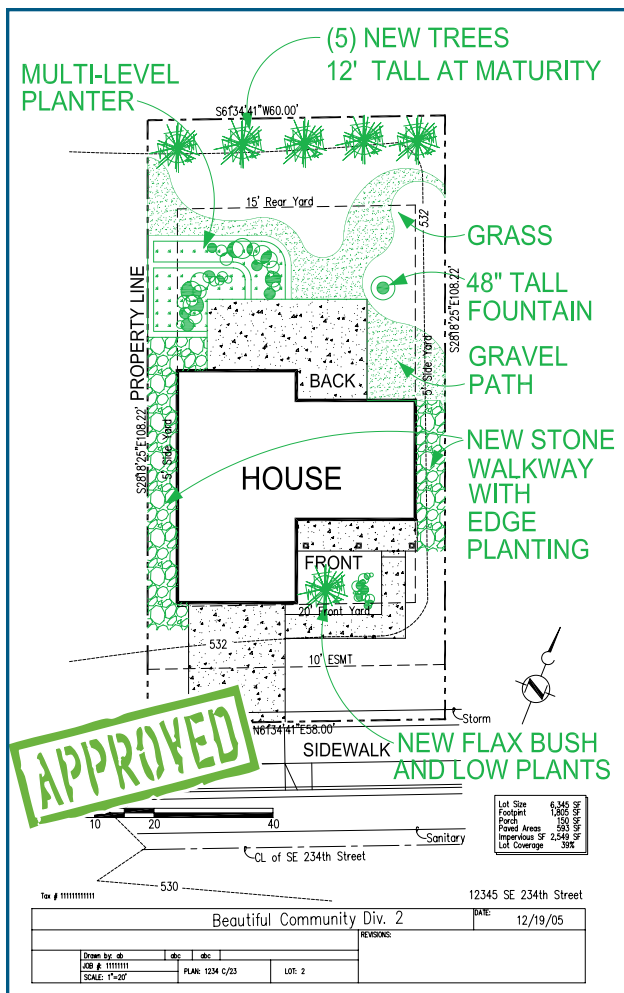 (5) NEW TREES
12' TALL AT MATURITY
MULTI-LEVEL
PLANTER
S61°34'41"W60.00'
15' Rear Yard
532
GRASS
48" TALL
FOUNTAIN
S28°18'25"E108.22'
PROPERTY LINE
GRAVEL
PATH
5' Side Yard
BACK
S28°18'25"E108.22'
5' Side Yard
HOUSE
NEW STONE
WALKWAY
WITH
EDGE
PLANTING
FRONT
20' Front Yard
532
10' ESMT
Storm
N61°34'41"E58.00'
SIDEWALK
NEW FLAX BUSH
AND LOW PLANTS
APPROVED
10 20 40
Sanitary
CL of SE 234th Street
530
Lot Size 6,345 SF
Footpint 1,805 SF
Porch 150 SF
Paved Areas 593 SF
Impervious SF 2,549 SF
Lot Coverage 39%
Tax # 111111111111
12345 SE 234th Street
Beautiful Community Div. 2
DATE: 12/19/05
REVISIONS:
Drawn by: ab abc abc
JOB #: 11111111
SCALE: 1"=20' PLAN: 1234 C/23 LOT: 2